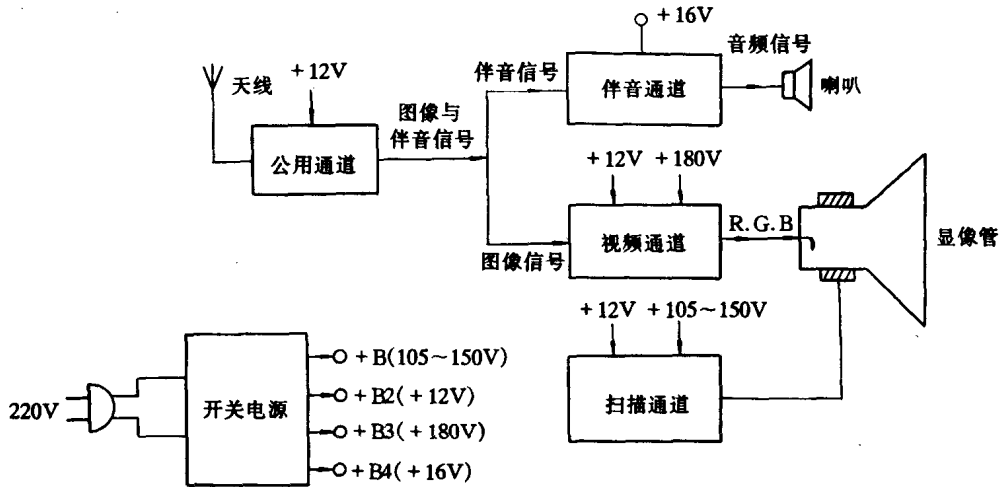 +16V
音频信号
伴音信号
伴音通道
喇叭
天线
+12V
图像与
伴音信号
公用通道
+12V +180V
R.G.B
显像管
图像信号
视频通道
+12V +105～150V
扫描通道
220V
开关电源
+B(105～150V)
+B2(+12V)
+B3(+180V)
+B4(+16V)